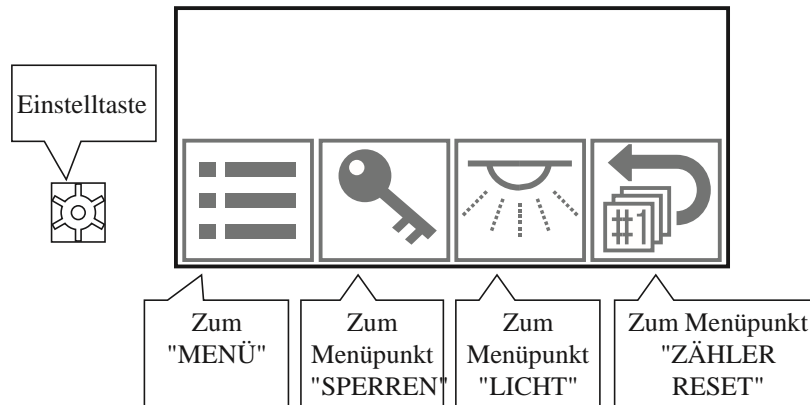 Einstelltaste
#1
Zum
"MENÜ"
Zum
Menüpunkt
"SPERREN"
Zum
Menüpunkt
"LICHT"
Zum Menüpunkt
"ZÄHLER
RESET"